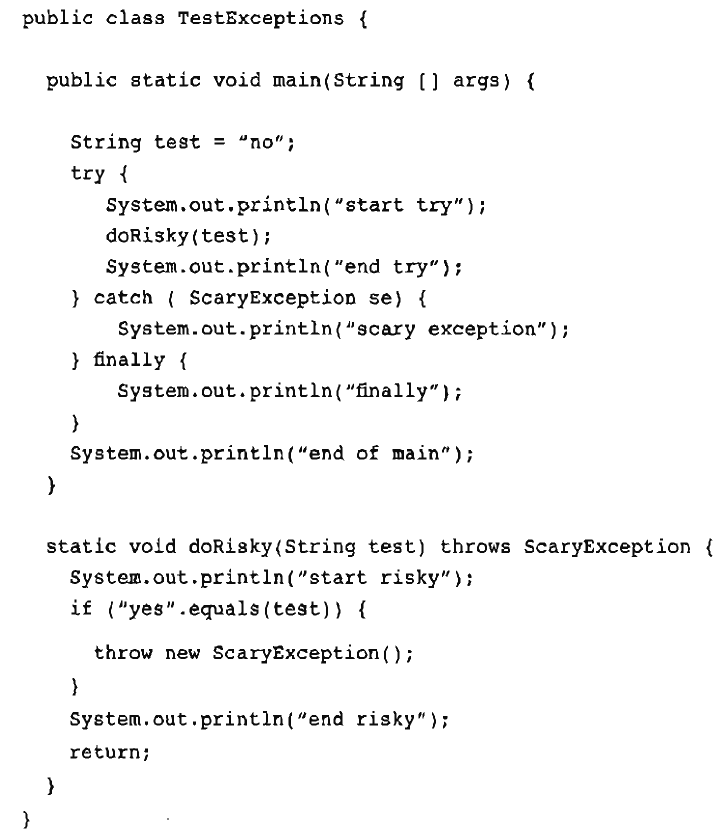 public class TestExceptions {
public static void main(String [] args) {
String test = “no”;
try {
System.out.println(“start try”);
doRisky(test);
System.out.println(“end try”);
} catch ( ScaryException se) {
System.out.println(“scary exception”);
} finally {
System.out.println(“finally”);
}
System.out.println(“end of main”);
}
static void doRisky(String test) throws ScaryException {
System.out.println(“start risky”);
if (“yes”.equals(test)) {
throw new ScaryException();
}
System.out.println(“end risky”);
return;
}
}